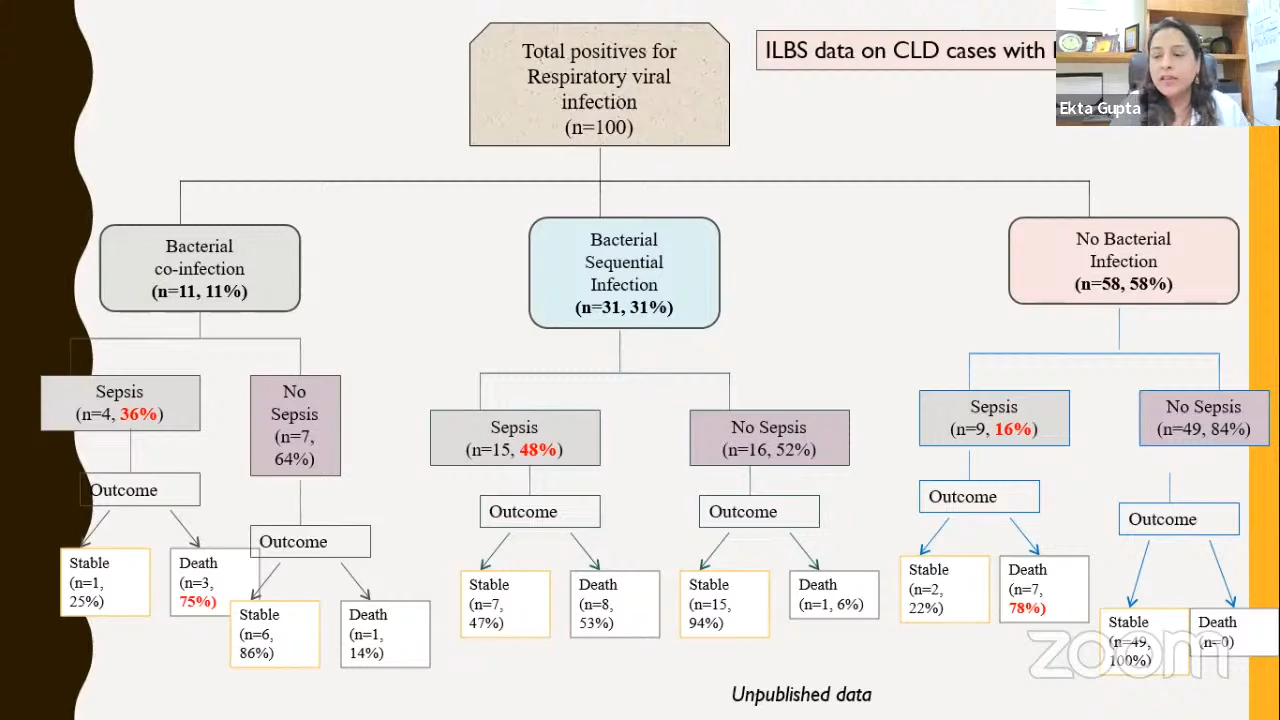 Total positives for
Respiratory viral
infection
(n=100)
ILBS data on CLD cases with
Ekta Gupta
Bacterial
co-infection
(n=11, 11%)
Bacterial
Sequential
Infection
(n=31, 31%)
No Bacterial
Infection
(n=58, 58%)
Sepsis
(n=4, 36%)
No
Sepsis
(n=7,
64%)
Sepsis
(n=15, 48%)
No Sepsis
(n=16, 52%)
Sepsis
(n=9, 16%)
No Sepsis
(n=49, 84%)
Outcome
Outcome
Outcome
Outcome
Outcome
Outcome
Stable
(n=1,
25%)
Death
(n=3,
75%)
Stable
(n=6,
86%)
Death
(n=1,
14%)
Stable
(n=7,
47%)
Death
(n=8,
53%)
Stable
(n=15,
94%)
Death
(n=1, 6%)
Stable
(n=2,
22%)
Death
(n=7,
78%)
Stable
(n=49,
100%)
Death
(n=0)
zoom
Unpublished data